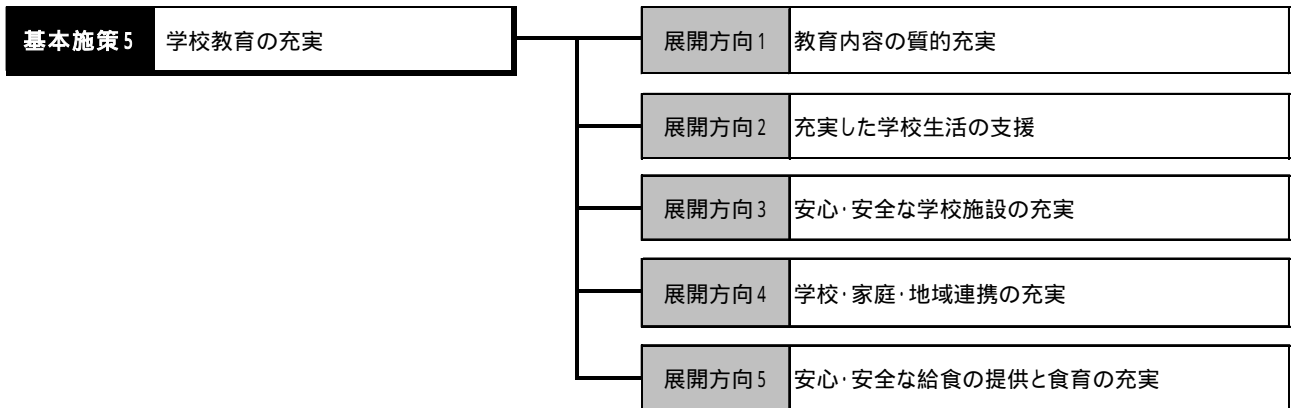 基本施策5 学校教育の充実
展開方向1 教育内容の質的充実
展開方向2 充実した学校生活の支援
展開方向3 安心・安全な学校施設の充実
展開方向4 学校・家庭・地域連携の充実
展開方向5 安心・安全な給食の提供と食育の充実